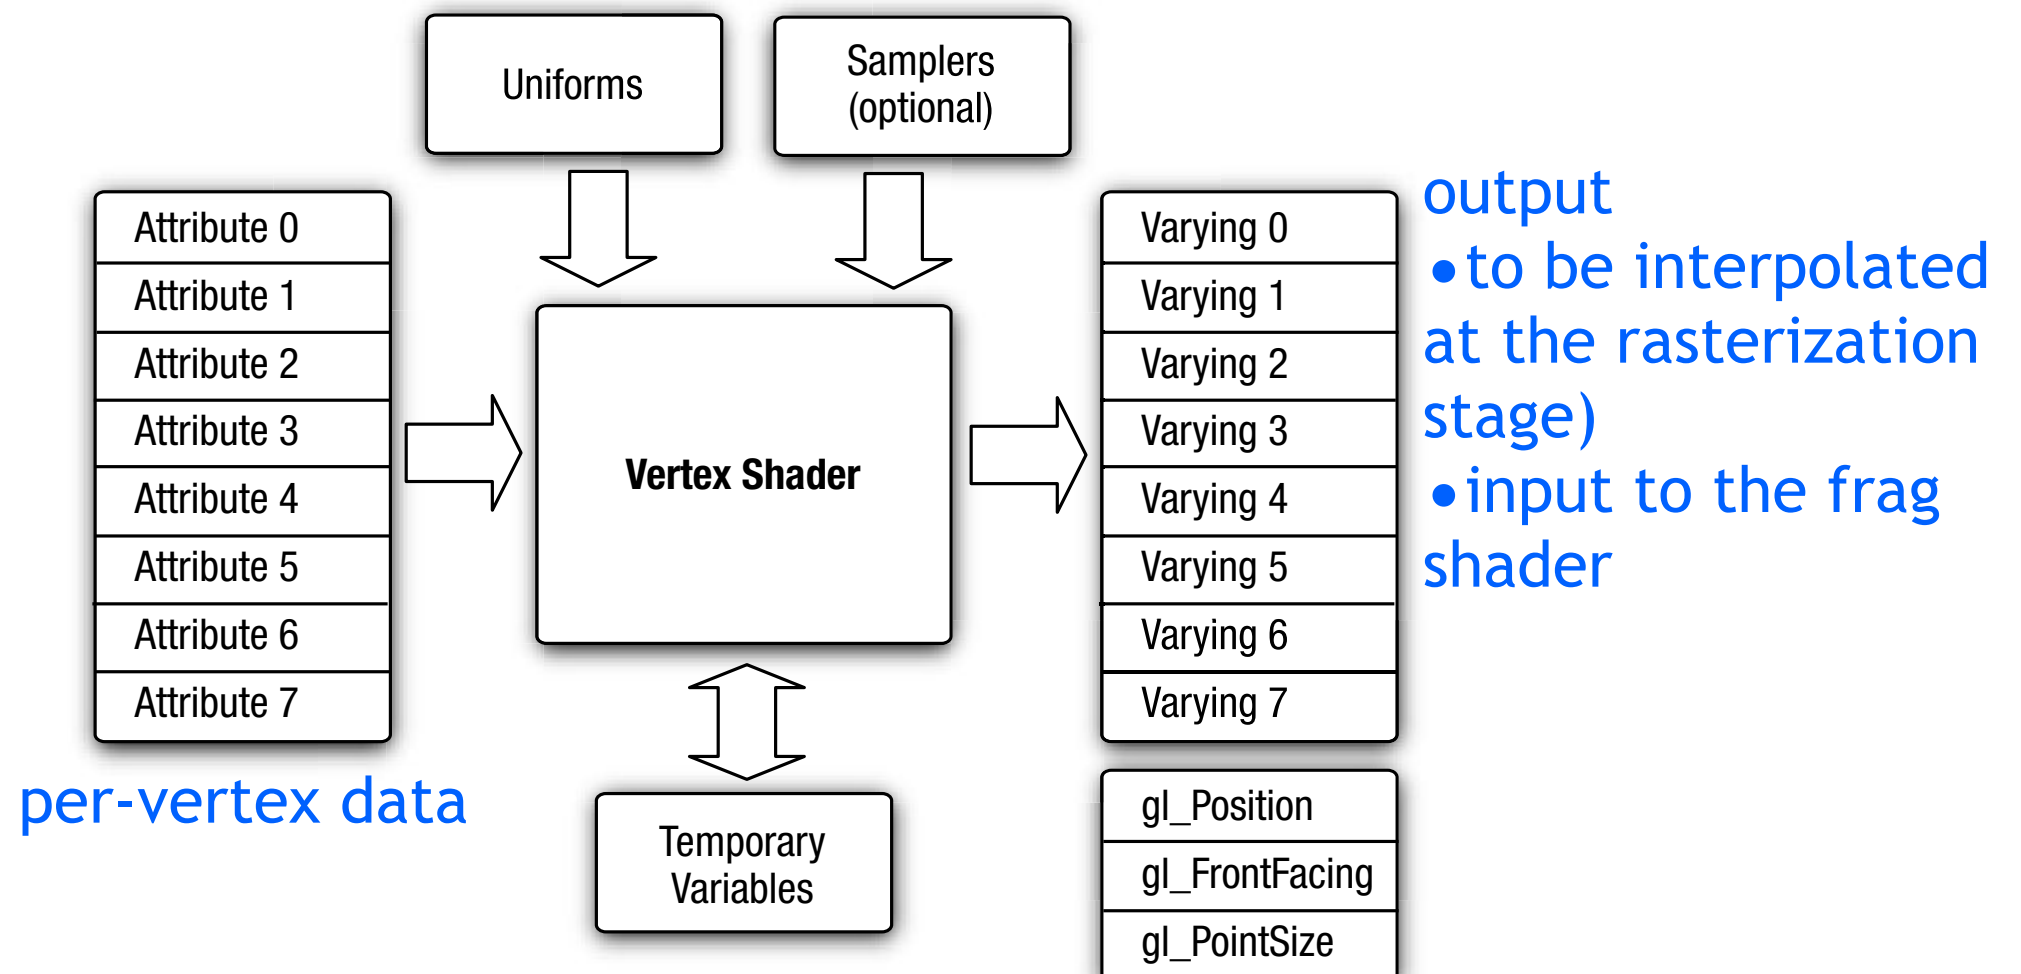 Uniforms
Samplers
(optional)
Attribute 0
Attribute 1
Attribute 2
Attribute 3
Attribute 4
Attribute 5
Attribute 6
Attribute 7
per-vertex data
Vertex Shader
Temporary
Variables
Varying 0
Varying 1
Varying 2
Varying 3
Varying 4
Varying 5
Varying 6
Varying 7
gl_Position
gl_FrontFacing
gl_PointSize
output
•to be interpolated
at the rasterization
stage)
•input to the frag
shader